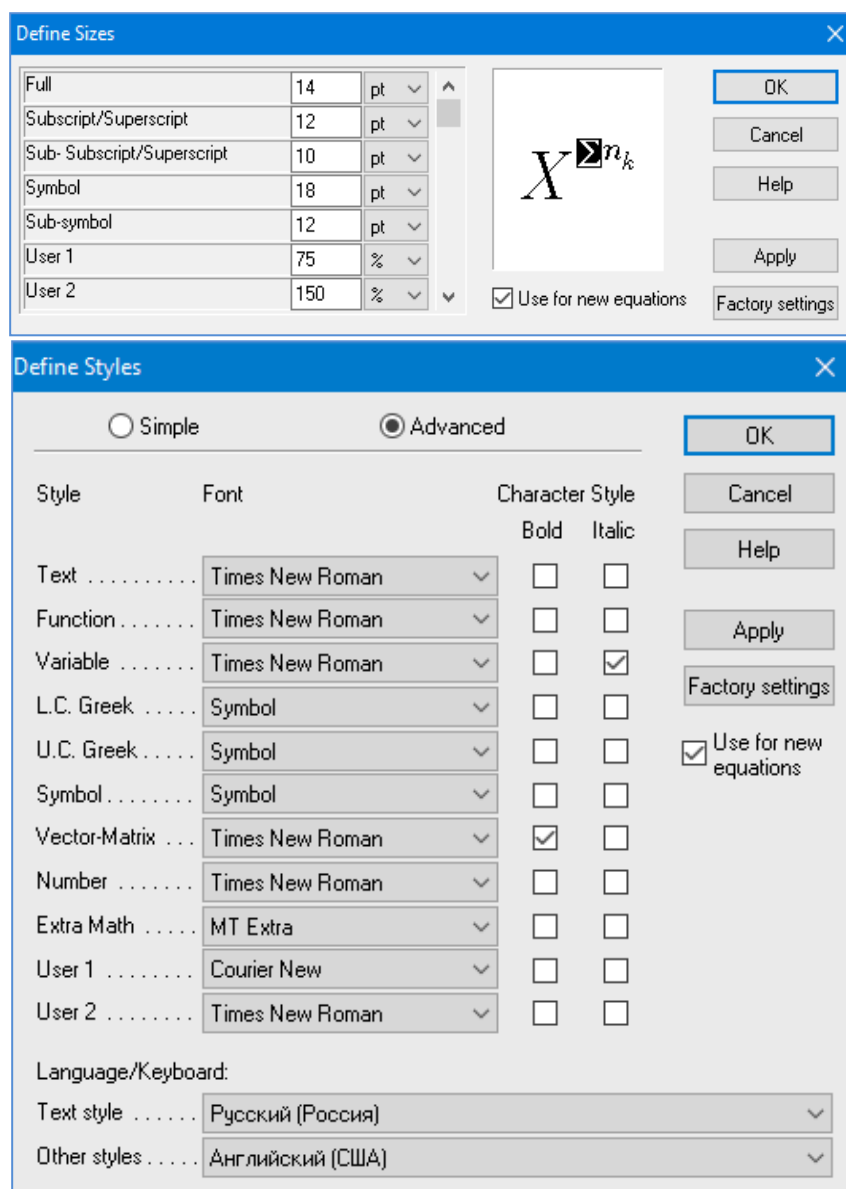 Define Sizes
Full 14 pt OK
Subscript/Superscript 12 pt Cancel
Sub- Subscript/Superscript 10 pt
Symbol 18 pt Help
Sub-symbol 12 pt
User 1 75 % Apply
User 2 150 % Use for new equations Factory settings
X Σ n k
Define Styles
Simple Advanced OK
Style Font Character Style Cancel
Bold Italic
Help
Text .......... Times New Roman
Function ....... Times New Roman Apply
Variable ....... Times New Roman
Factory settings
L.C. Greek ..... Symbol
U.C. Greek ..... Symbol Use for new
equations
Symbol ........ Symbol
Vector-Matrix ... Times New Roman
Number ....... Times New Roman
Extra Math ..... MT Extra
User 1 ........ Courier New
User 2 ........ Times New Roman
Language/Keyboard:
Text style ...... Русский (Россия)
Other styles ..... Английский (США)